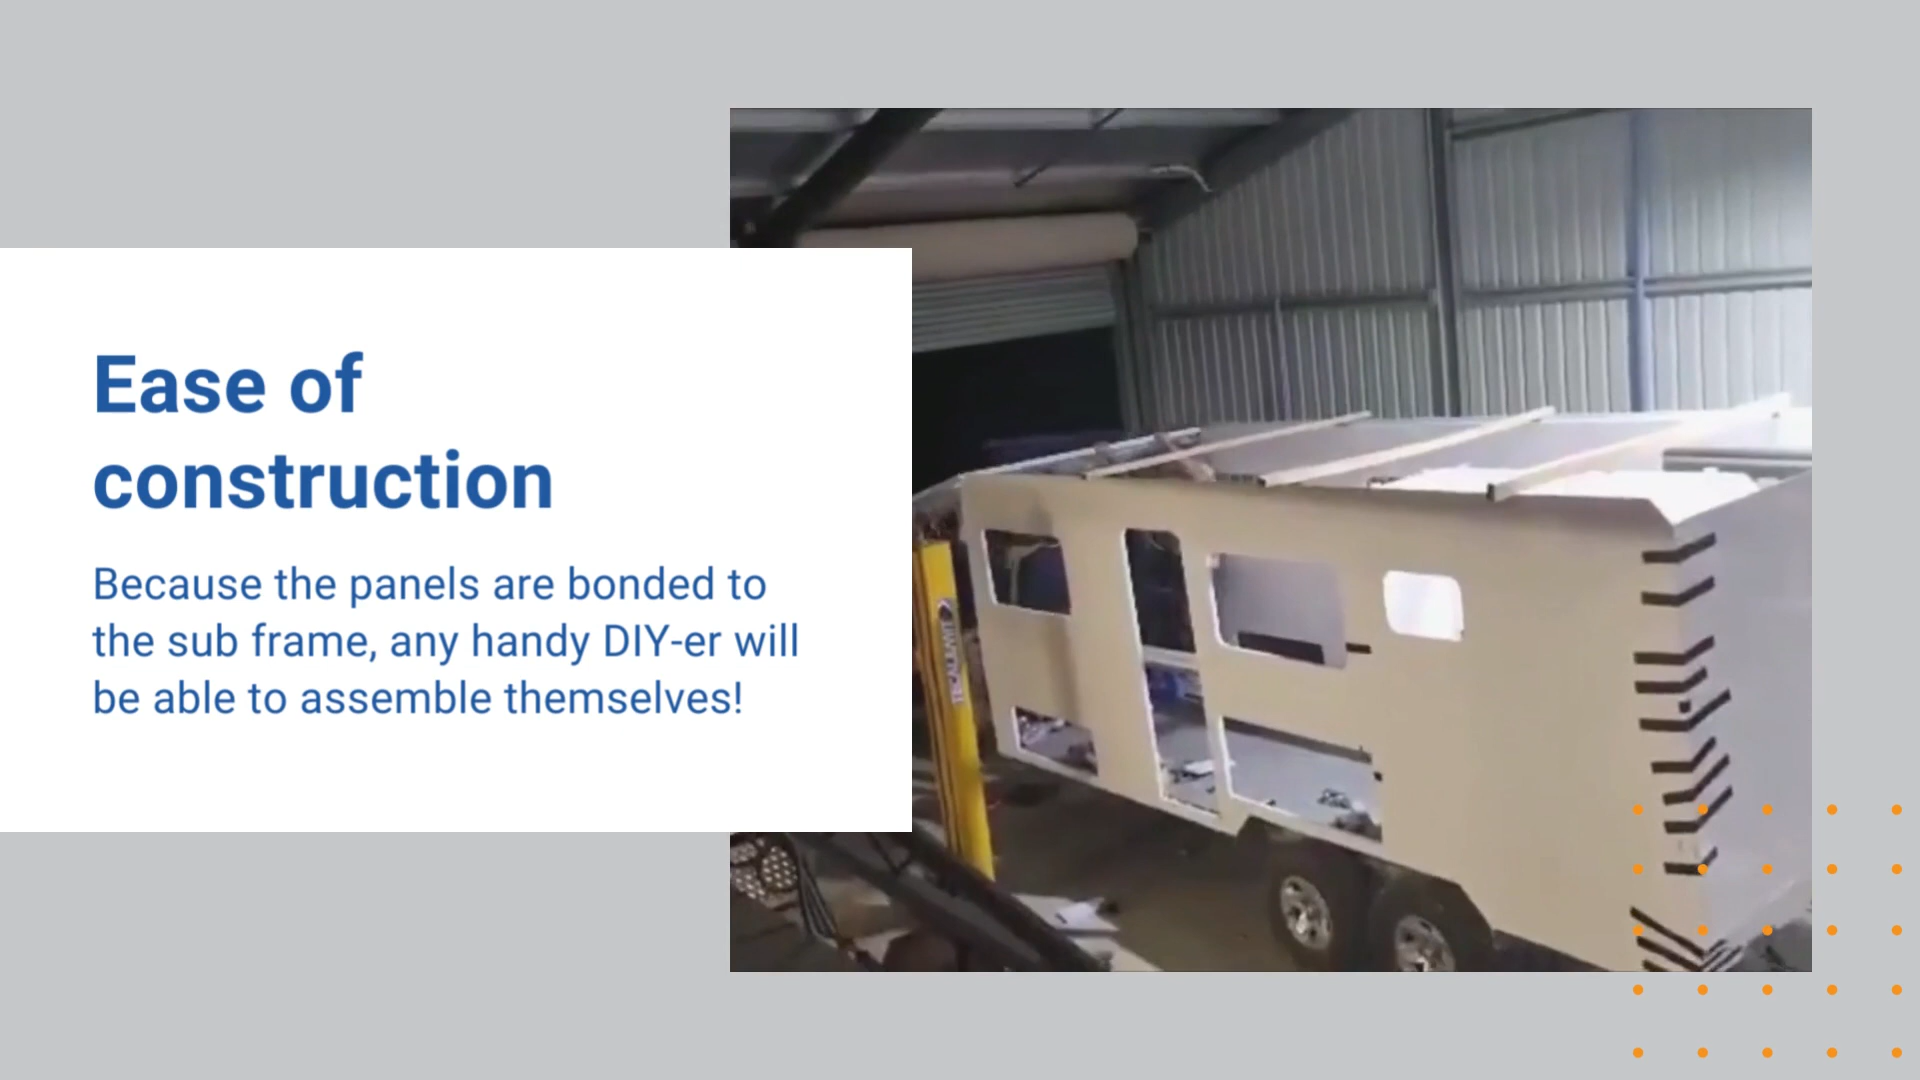 Ease of
construction
Because the panels are bonded to
the sub frame, any handy DIY-er will
be able to assemble themselves!
TECALEMIT